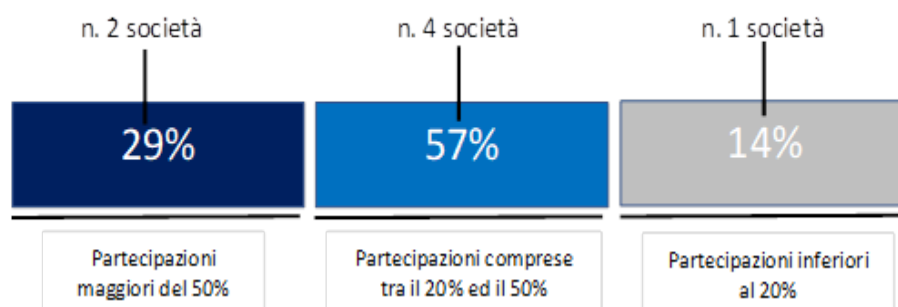 n. 2 società
n. 4 società
n. 1 società
29%
57%
14%
Partecipazioni
maggiori del 50%
Partecipazioni comprese
tra il 20% ed il 50%
Partecipazioni inferiori
al 20%